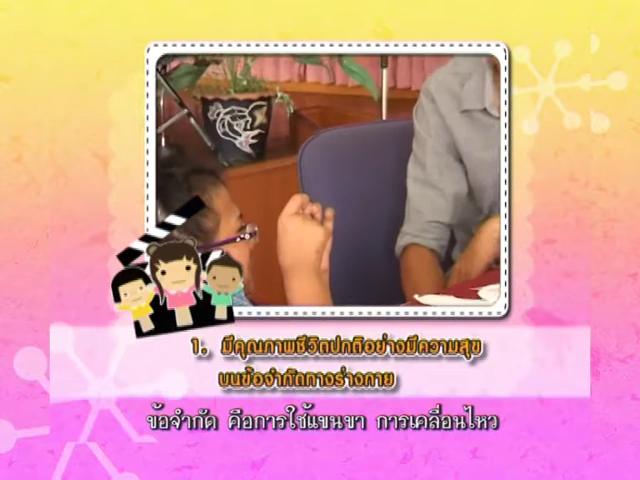 1. มีคุณภาพชีวิตปกติอย่างมีความสุข
บนข้อจำกัดทางร่างกาย
ข้อจำกัด คือการใช้แขนขา การเคลื่อนไหว